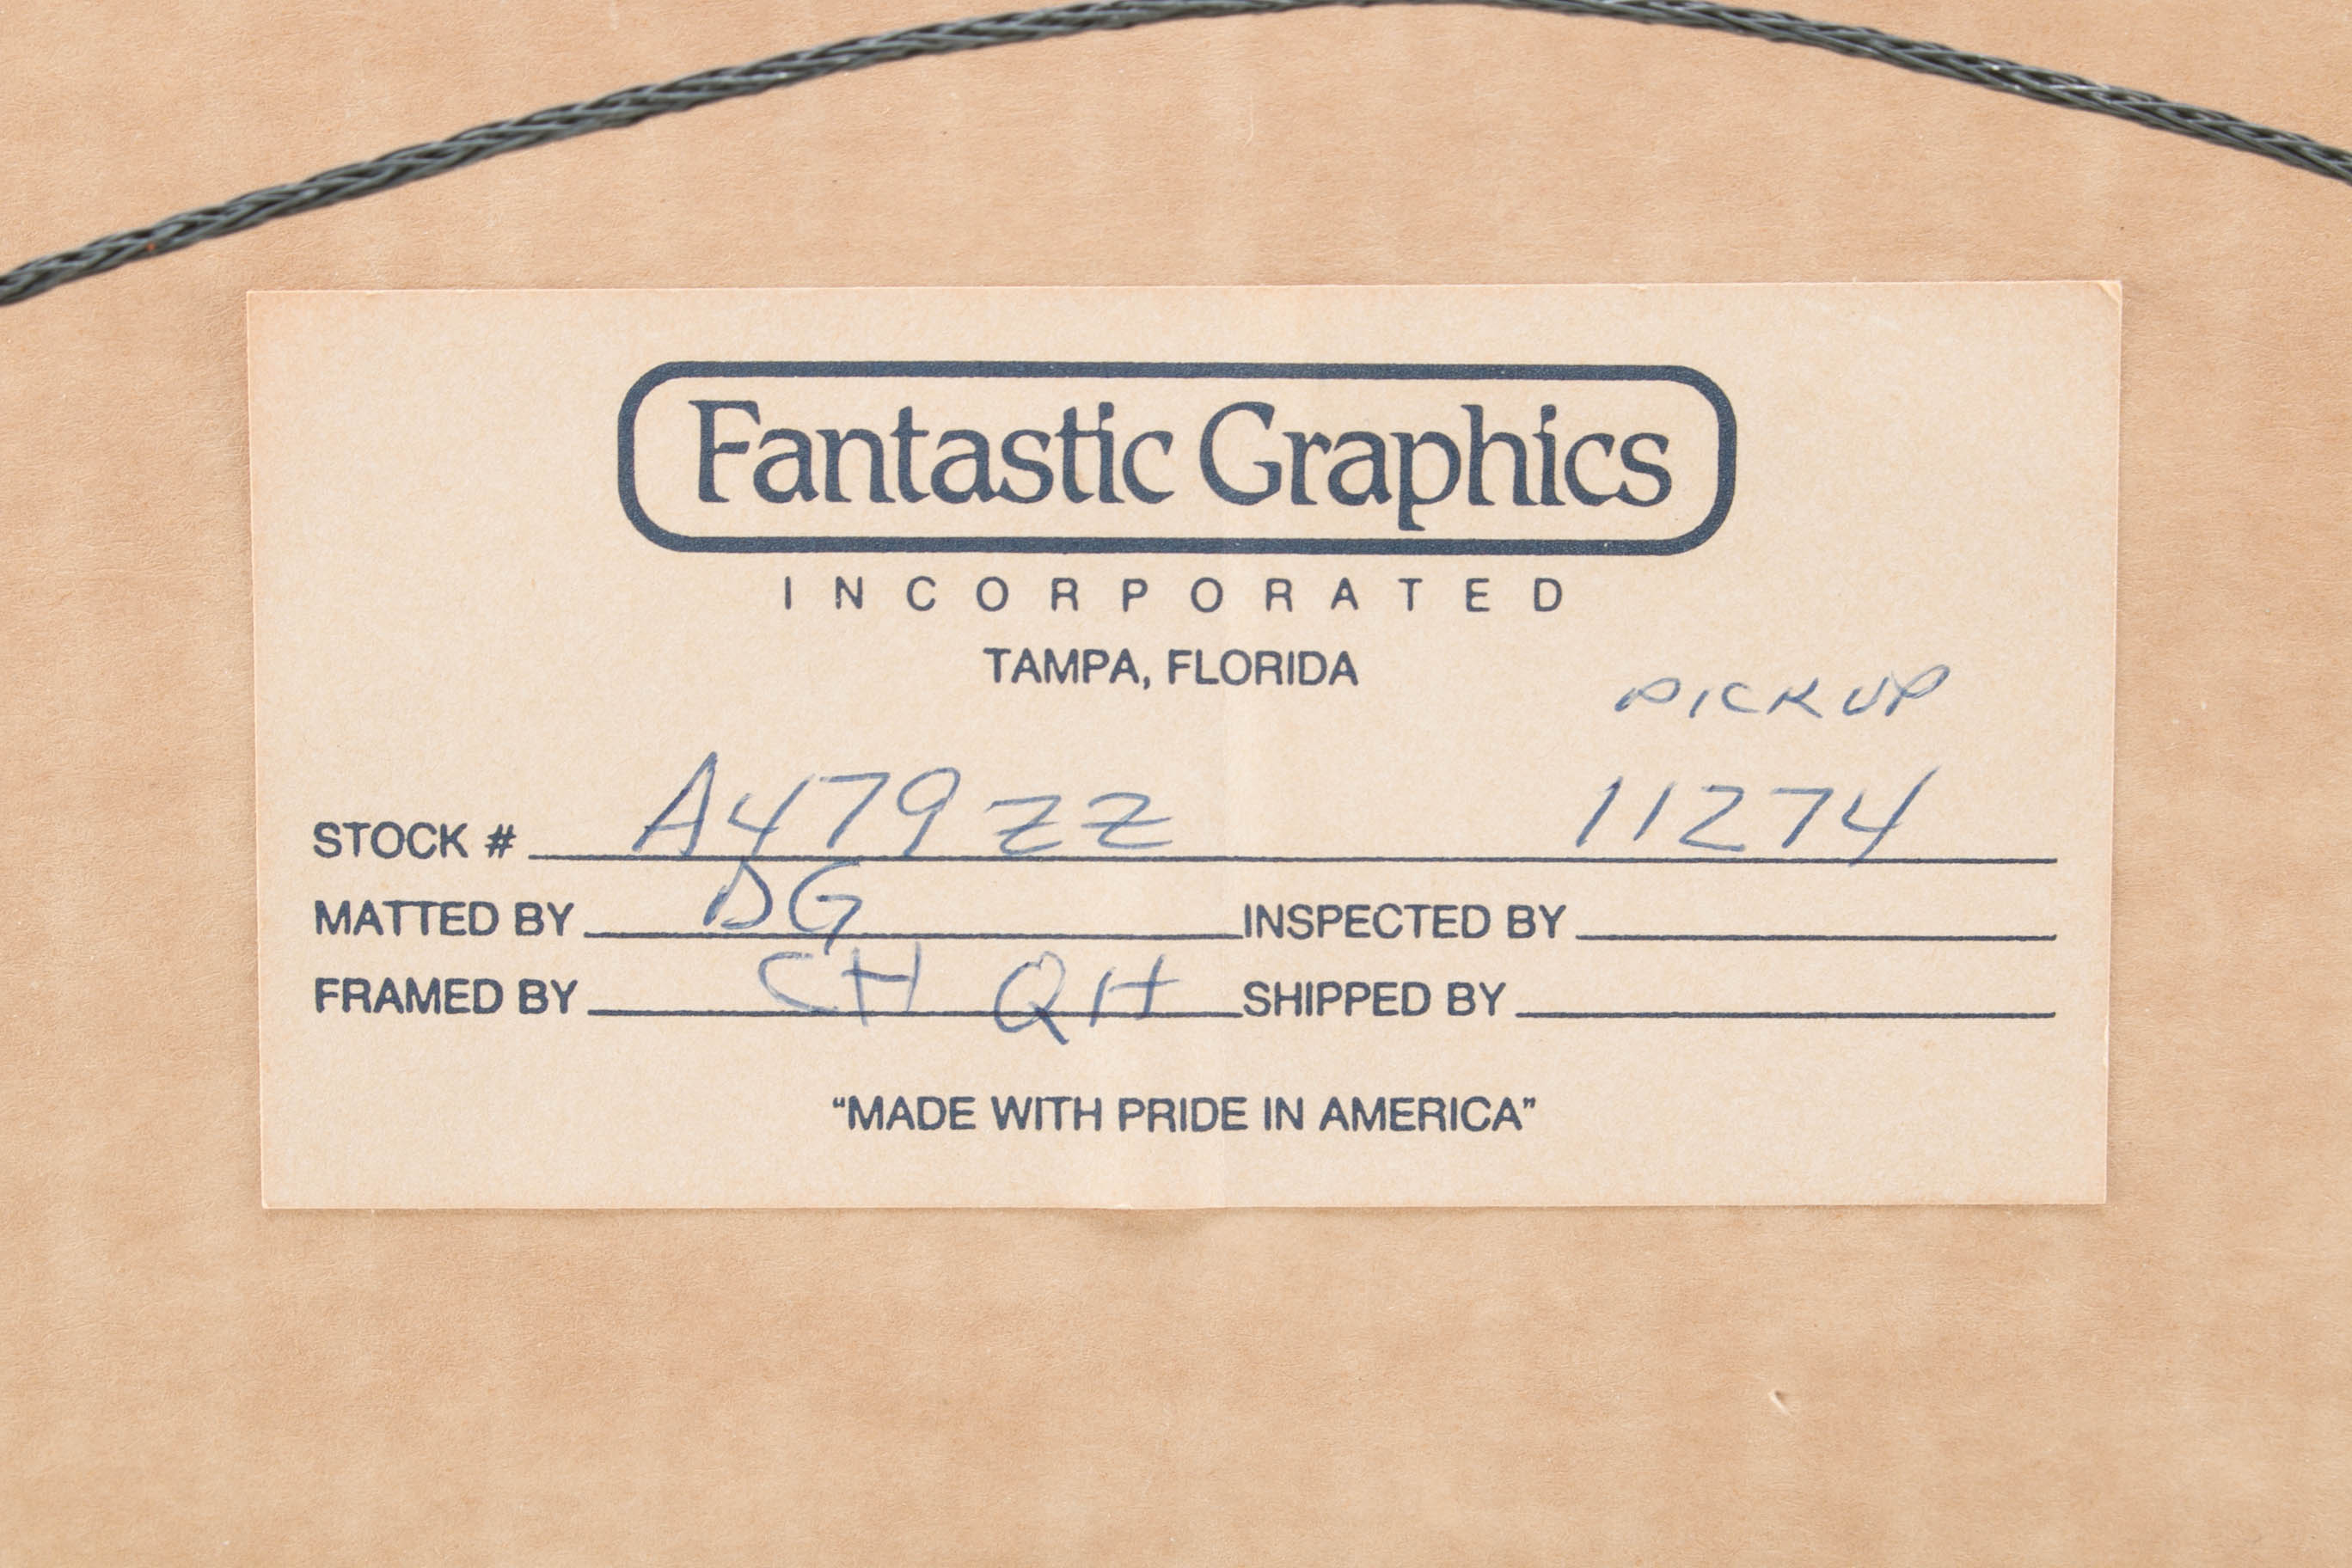 Fantastic Graphics
INCORPORATED
TAMPA, FLORIDA
PICKUP
STOCK # A479ZZ 11274
MATTED BY DG INSPECTED BY
FRAMED BY CH QH SHIPPED BY
“MADE WITH PRIDE IN AMERICA”